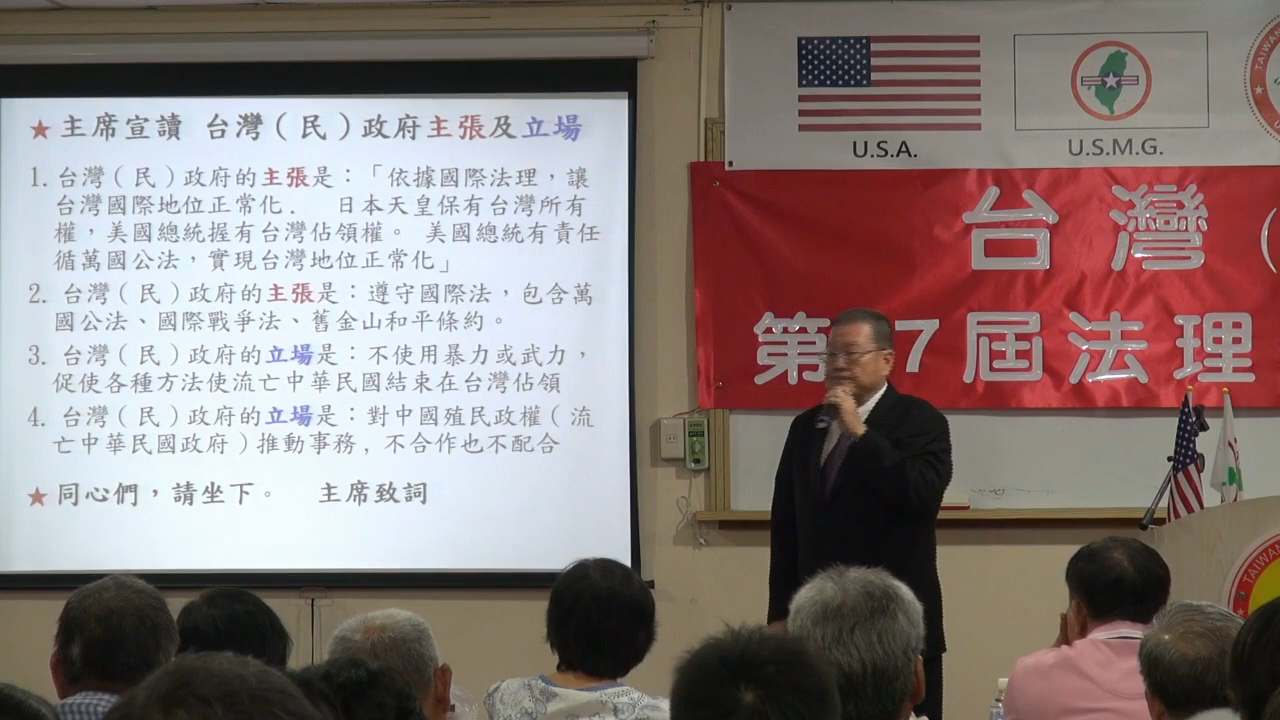 ★ 主席宣讀 台灣（民）政府主張及立場
1. 台灣（民）政府的主張是：「依據國際法理，讓
台灣國際地位正常化． 日本天皇保有台灣所有
權，美國總統握有台灣佔領權。 美國總統有責任
循萬國公法，實現台灣地位正常化」
2. 台灣（民）政府的主張是：遵守國際法，包含萬
國公法、國際戰爭法、舊金山和平條約。
3. 台灣（民）政府的立場是：不使用暴力或武力，
促使各種方法使流亡中華民國結束在台灣佔領
4. 台灣（民）政府的立場是：對中國殖民政權（流
亡中華民國政府）推動事務，不合作也不配合
★ 同心們，請坐下。 主席致詞
U.S.A.
U.S.M.G.
TAIWAN
台灣（
第 7屆法理
TAIWAN